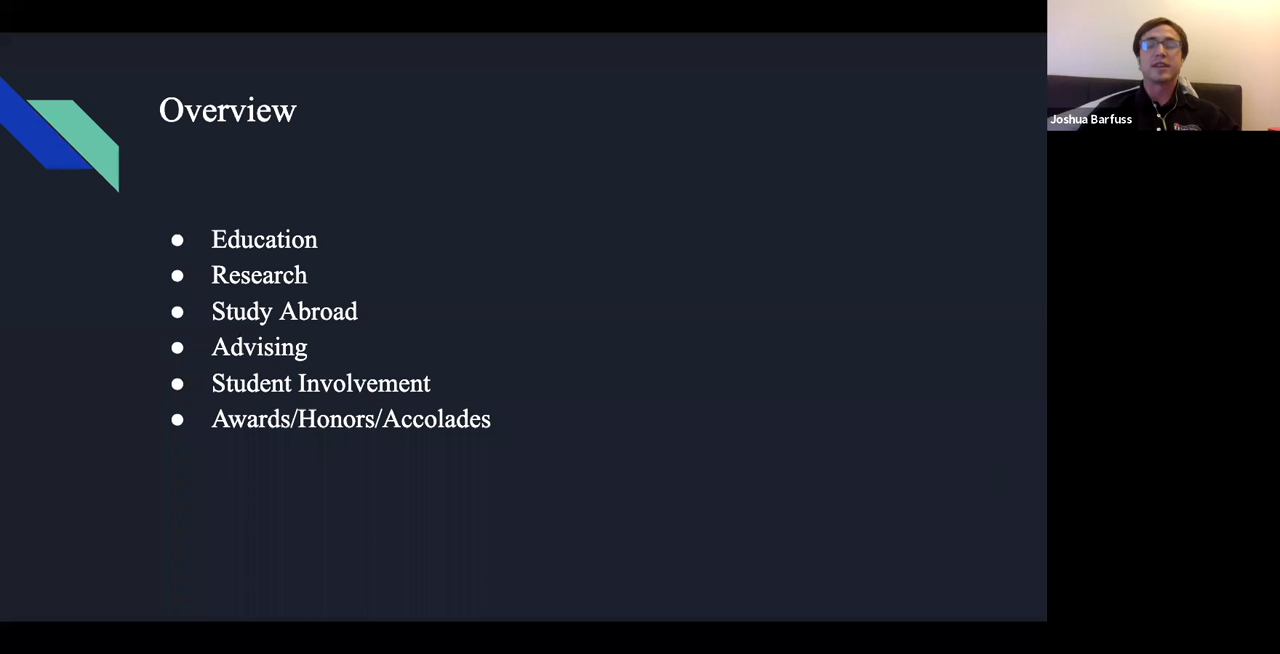 Overview
Education
Research
Study Abroad
Advising
Student Involvement
Awards/Honors/Accolades
Joshua Barfuss